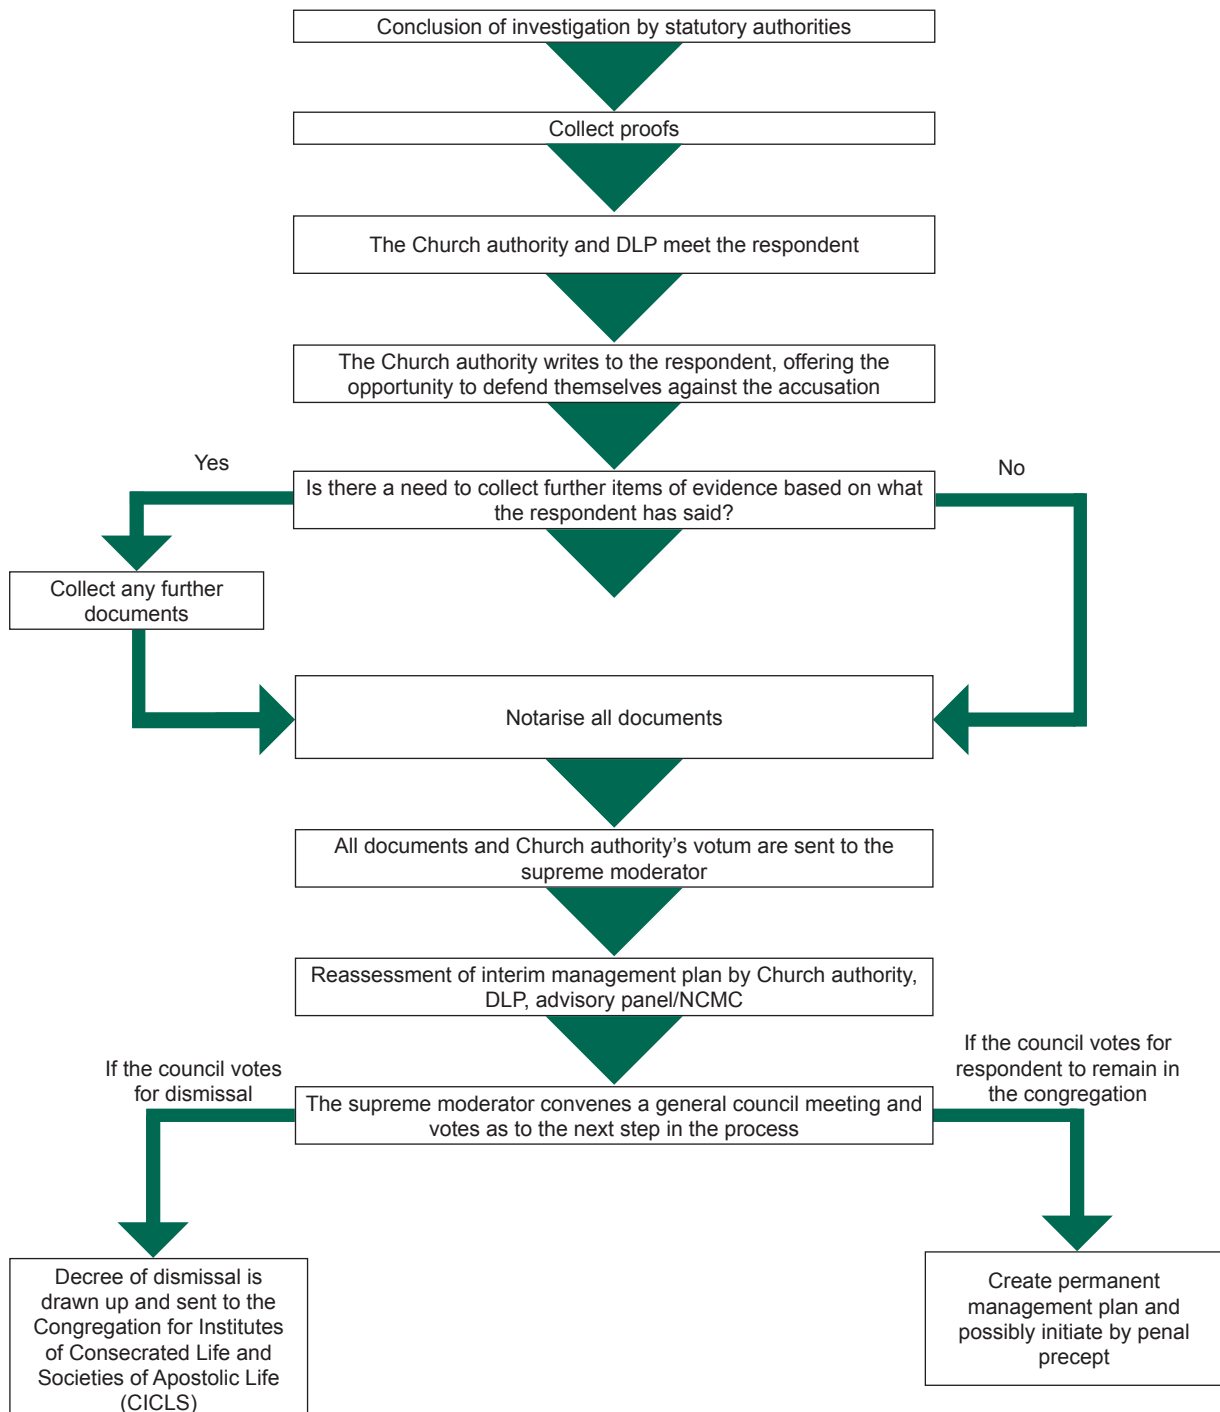 Conclusion of investigation by statutory authorities
Collect proofs
The Church authority and DLP meet the respondent
The Church authority writes to the respondent, offering the
opportunity to defend themselves against the accusation
Yes
No
Is there a need to collect further items of evidence based on what
the respondent has said?
Collect any further
documents
Notarise all documents
All documents and Church authority’s votum are sent to the
supreme moderator
Reassessment of interim management plan by Church authority,
DLP, advisory panel/NCMC
If the council votes
for dismissal
If the council votes for
respondent to remain in
the congregation
The supreme moderator convenes a general council meeting and
votes as to the next step in the process
Decree of dismissal is
drawn up and sent to the
Congregation for Institutes
of Consecrated Life and
Societies of Apostolic Life
(CICLS)
Create permanent
management plan and
possibly initiate by penal
precept